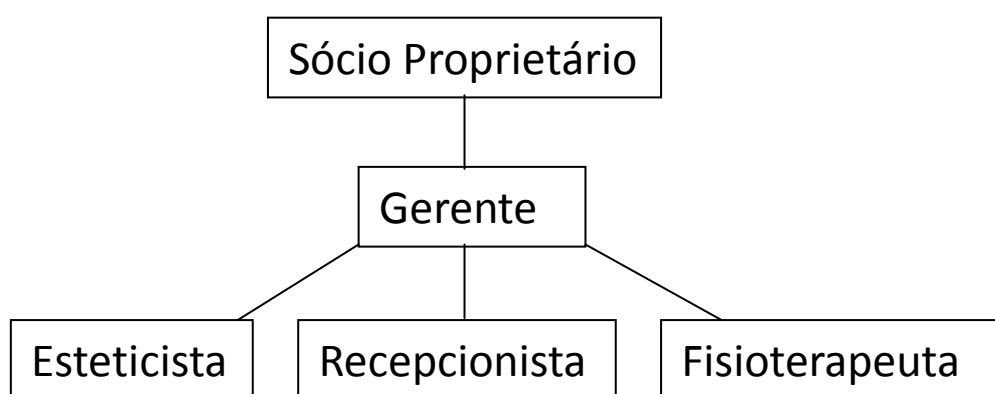 Sócio Proprietário
Gerente
Esteticista Recepcionista Fisioterapeuta